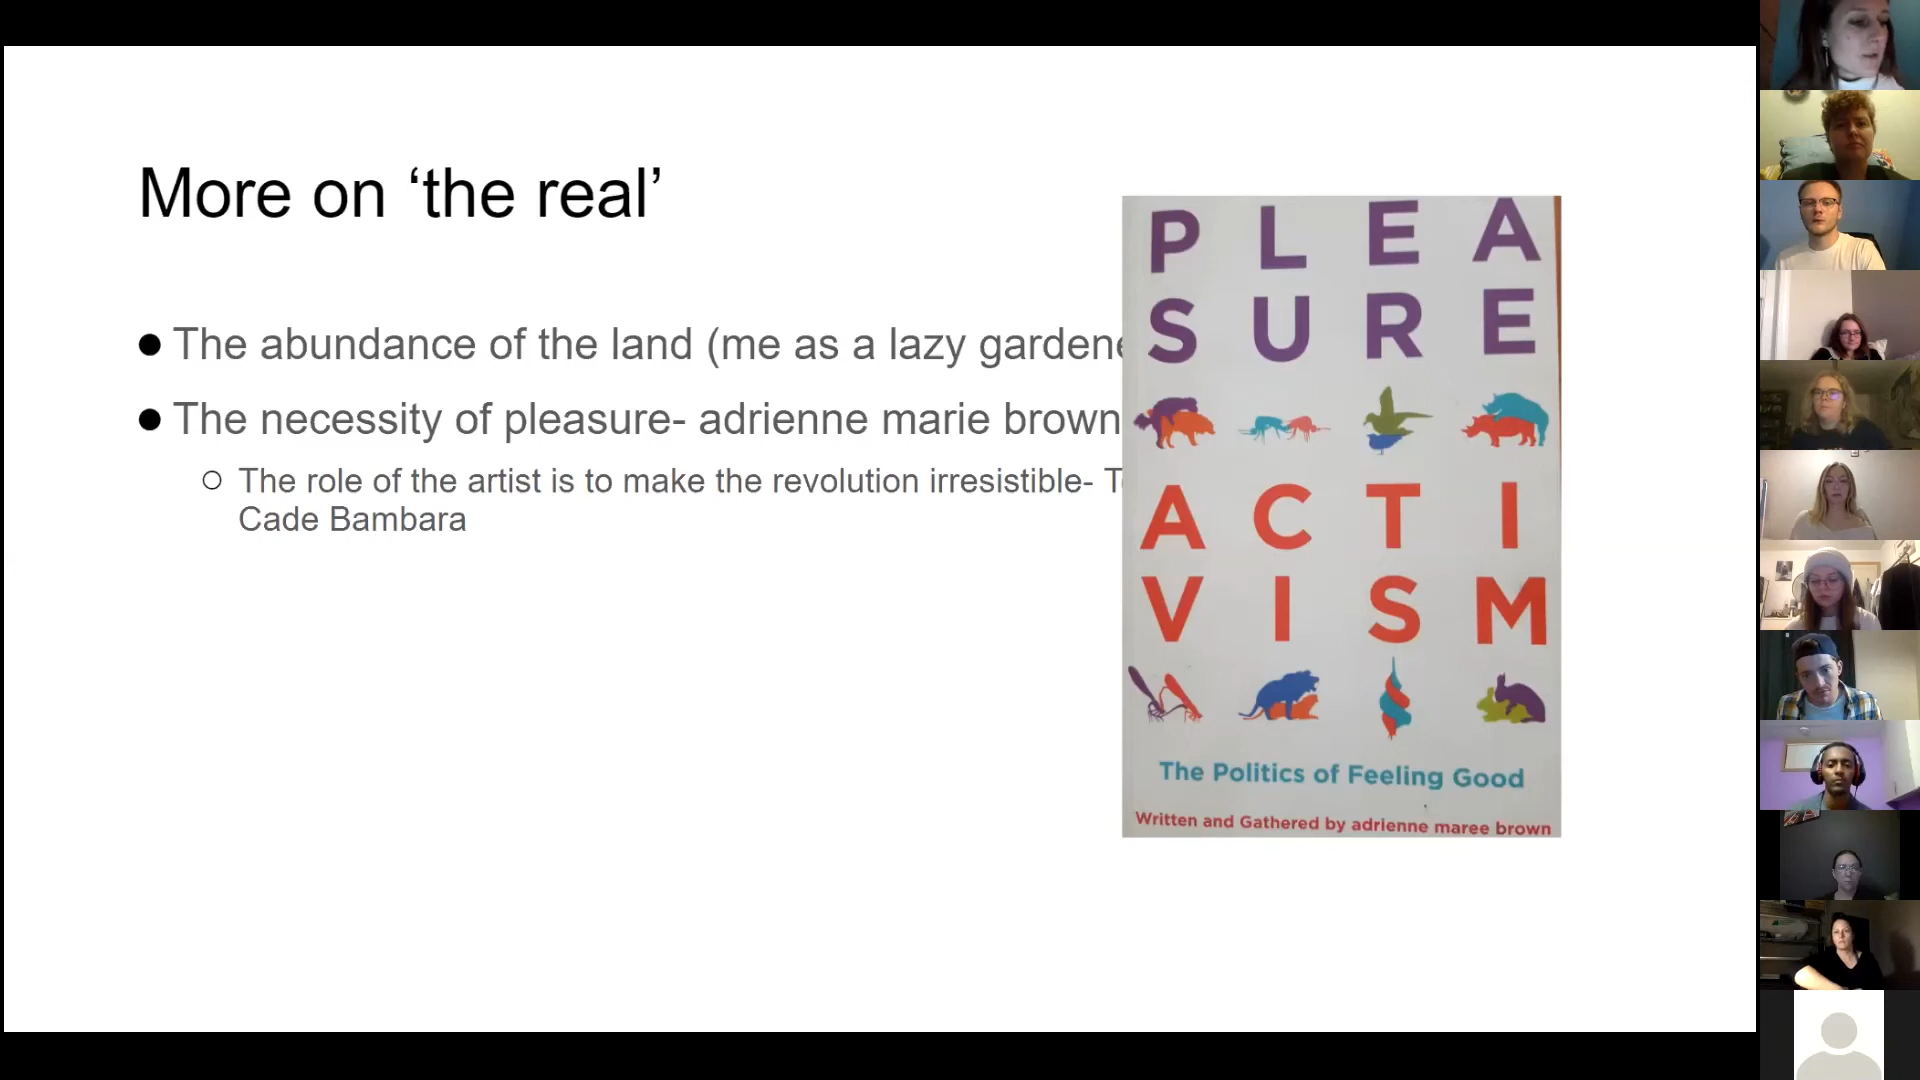 More on ‘the real’
● The abundance of the land (me as a lazy gardene
● The necessity of pleasure- adrienne marie brown
○ The role of the artist is to make the revolution irresistible- T
Cade Bambara
P L E A
S U R E
A C T I
V I S M
The Politics of Feeling Good
Written and Gathered by adrienne maree brown